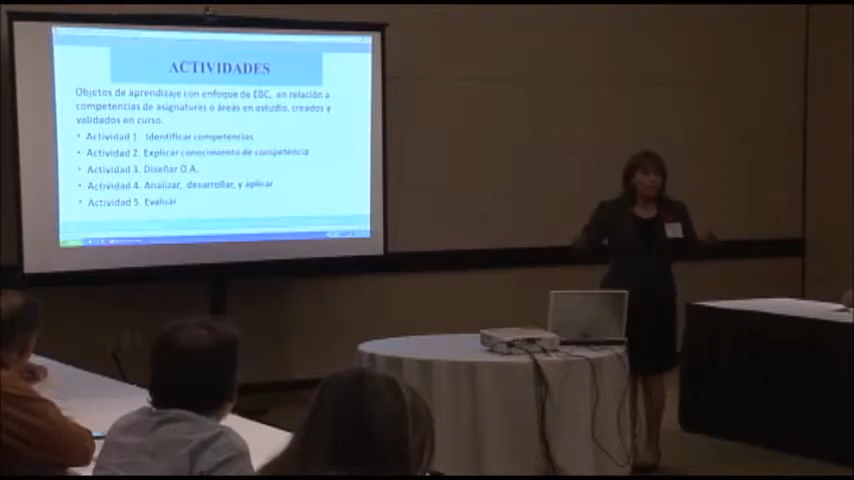 ACTIVIDADES
Objetos de aprendizaje con enfoque de EBC, en relación a
competencias de asignaturas o áreas en estudio, creados y
validados en curso.
• Actividad 1. Identificar competencias
• Actividad 2. Explicar conocimiento de competencia
• Actividad 3. Diseñar O.A.
• Actividad 4. Analizar, desarrollar, y aplicar
• Actividad 5. Evaluar